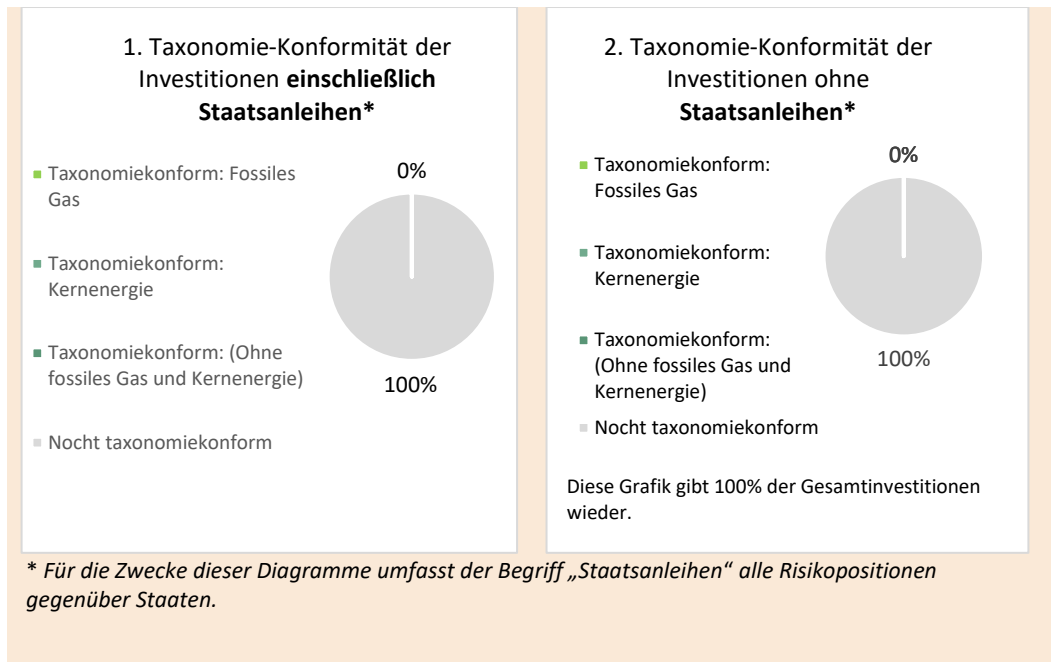 1. Taxonomie-Konformität der
Investitionen einschließlich
Staatsanleihen*
Taxonomiekonform: Fossiles
Gas
Taxonomiekonform:
Kernenergie
Taxonomiekonform: (Ohne
fossiles Gas und Kernenergie)
Nocht taxonomiekonform
0%
100%
2. Taxonomie-Konformität der
Investitionen ohne
Staatsanleihen*
Taxonomiekonform:
Fossiles Gas
Taxonomiekonform:
Kernenergie
Taxonomiekonform:
(Ohne fossiles Gas und
Kernenergie)
Nocht taxonomiekonform
0%
100%
Diese Grafik gibt 100% der Gesamtinvestitionen
wieder.
* Für die Zwecke dieser Diagramme umfasst der Begriff „Staatsanleihen“ alle Risikopositionen
gegenüber Staaten.